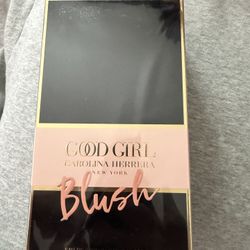 GOOD GIRL
CAROLINA HERRERA
NEW YORK
Blush